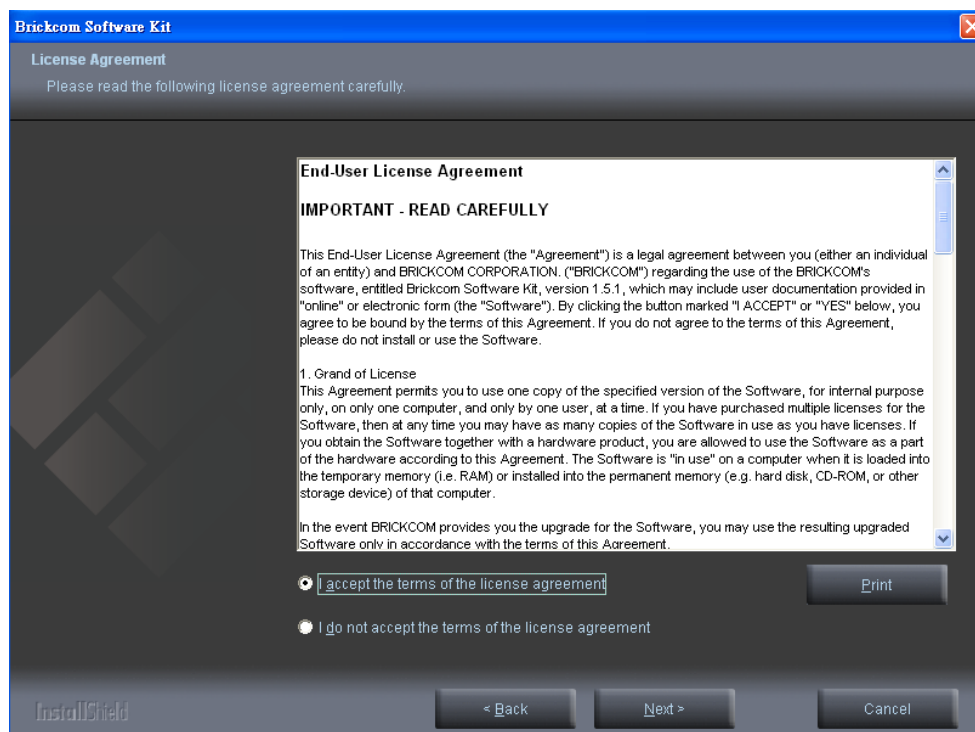 Brickcom Software Kit
License Agreement
Please read the following license agreement carefully.
End-User License Agreement
IMPORTANT - READ CAREFULLY
This End-User License Agreement (the "Agreement") is a legal agreement between you (either an individual
of an entity) and BRICKCOM CORPORATION. ("BRICKCOM") regarding the use of the BRICKCOM's
software, entitled Brickcom Software Kit, version 1.5.1, which may include user documentation provided in
"online" or electronic form (the "Software"). By clicking the button marked "I ACCEPT" or "YES" below, you
agree to be bound by the terms of this Agreement. If you do not agree to the terms of this Agreement,
please do not install or use the Software.
1. Grand of License
This Agreement permits you to use one copy of the specified version of the Software, for internal purpose
only, on only one computer, and only by one user, at a time. If you have purchased multiple licenses for the
Software, then at any time you may have as many copies of the Software in use as you have licenses. If
you obtain the Software together with a hardware product, you are allowed to use the Software as a part
of the hardware according to this Agreement. The Software is "in use" on a computer when it is loaded into
the temporary memory (i.e. RAM) or installed into the permanent memory (e.g. hard disk, CD-ROM, or other
storage device) of that computer.
In the event BRICKCOM provides you the upgrade for the Software, you may use the resulting upgraded
Software only in accordance with the terms of this Agreement.
I accept the terms of the license agreement
Print
I do not accept the terms of the license agreement
InstallShield
< Back
Next >
Cancel